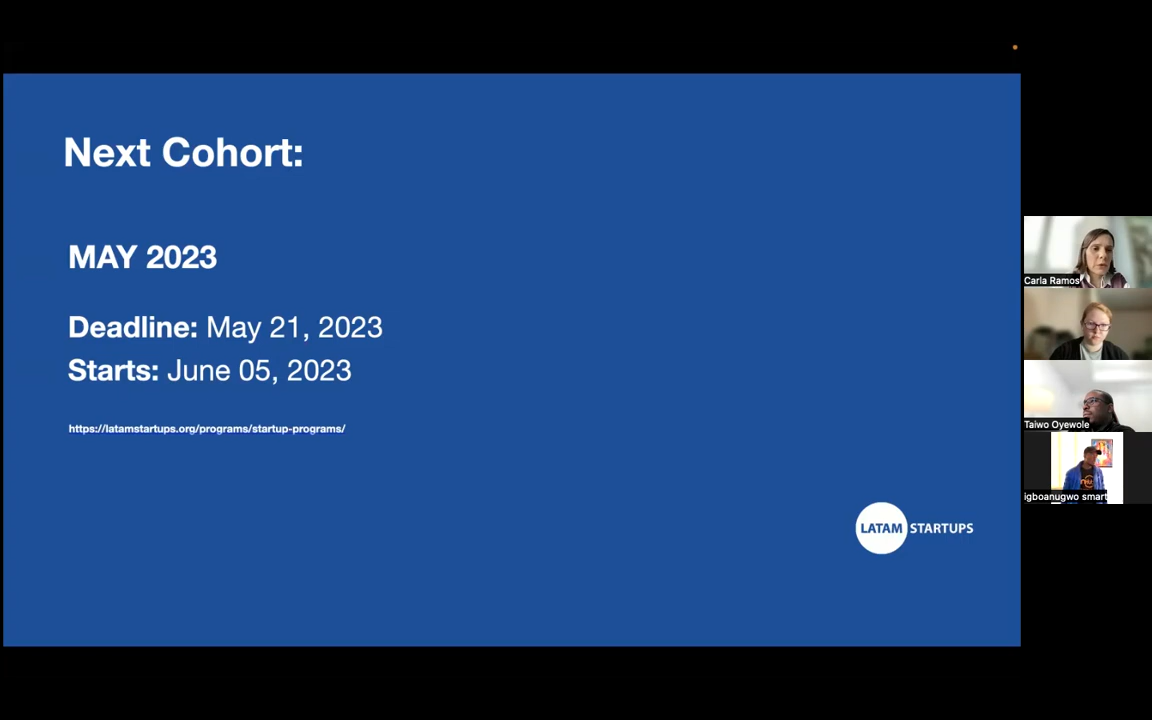 Next Cohort:
MAY 2023
Deadline: May 21, 2023
Starts: June 05, 2023
https://latamstartups.org/programs/startup-programs/
LATAM STARTUPS
Carla Ramos
Taiwo Oyewole
igboanugwo smart